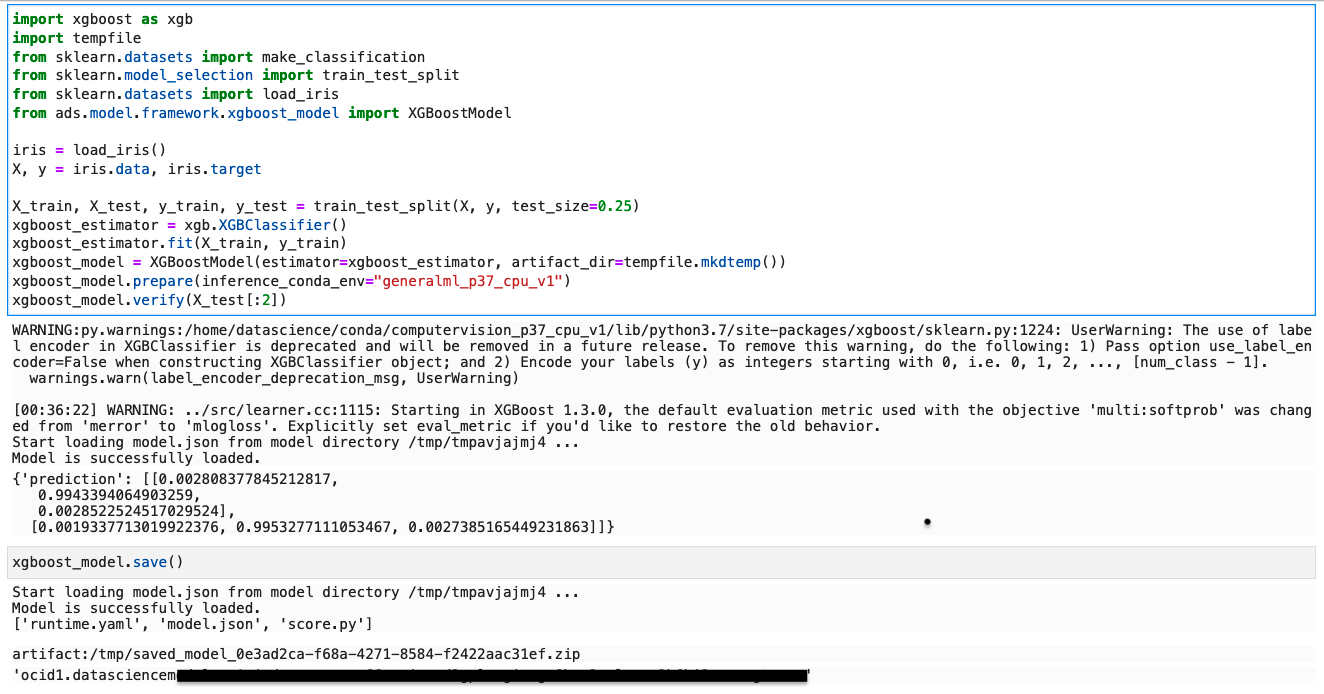 import xgboost as xgb
import tempfile
from sklearn.datasets import make_classification
from sklearn.model_selection import train_test_split
from sklearn.datasets import load_iris
from ads.model.framework.xgboost_model import XGBoostModel
iris = load_iris()
X, y = iris.data, iris.target
X_train, X_test, y_train, y_test = train_test_split(X, y, test_size=0.25)
xgboost_estimator = xgb.XGBClassifier()
xgboost_estimator.fit(X_train, y_train)
xgboost_model = XGBoostModel(estimator=xgboost_estimator, artifact_dir=tempfile.mkdtemp())
xgboost_model.prepare(inference_conda_env="generalml_p37_cpu_v1")
xgboost_model.verify(X_test[:2])
WARNING:py.warnings:/home/datascience/conda/computervision_p37_cpu_v1/lib/python3.7/site-packages/xgboost/sklearn.py:1224: UserWarning: The use of labe
l encoder in XGBClassifier is deprecated and will be removed in a future release. To remove this warning, do the following: 1) Pass option use_label_en
coder=False when constructing XGBClassifier object; and 2) Encode your labels (y) as integers starting with 0, i.e. 0, 1, 2, ..., [num_class - 1].
warnings.warn(label_encoder_deprecation_msg, UserWarning)
[00:36:22] WARNING: ../src/learner.cc:1115: Starting in XGBoost 1.3.0, the default evaluation metric used with the objective 'multi:softprob' was chang
ed from 'merror' to 'mlogloss'. Explicitly set eval_metric if you'd like to restore the old behavior.
Start loading model.json from model directory /tmp/tmpavjajmj4 ...
Model is successfully loaded.
{'prediction': [[0.002808377845212817,
0.9943394064903259,
0.0028522524517029524],
[0.0019337713019922376, 0.9953277111053467, 0.0027385165449231863]]}
xgboost_model.save()
Start loading model.json from model directory /tmp/tmpavjajmj4 ...
Model is successfully loaded.
['runtime.yaml', 'model.json', 'score.py']
artifact:/tmp/saved_model_0e3ad2ca-f68a-4271-8584-f2422aac31ef.zip
'ocid1.datasciencem